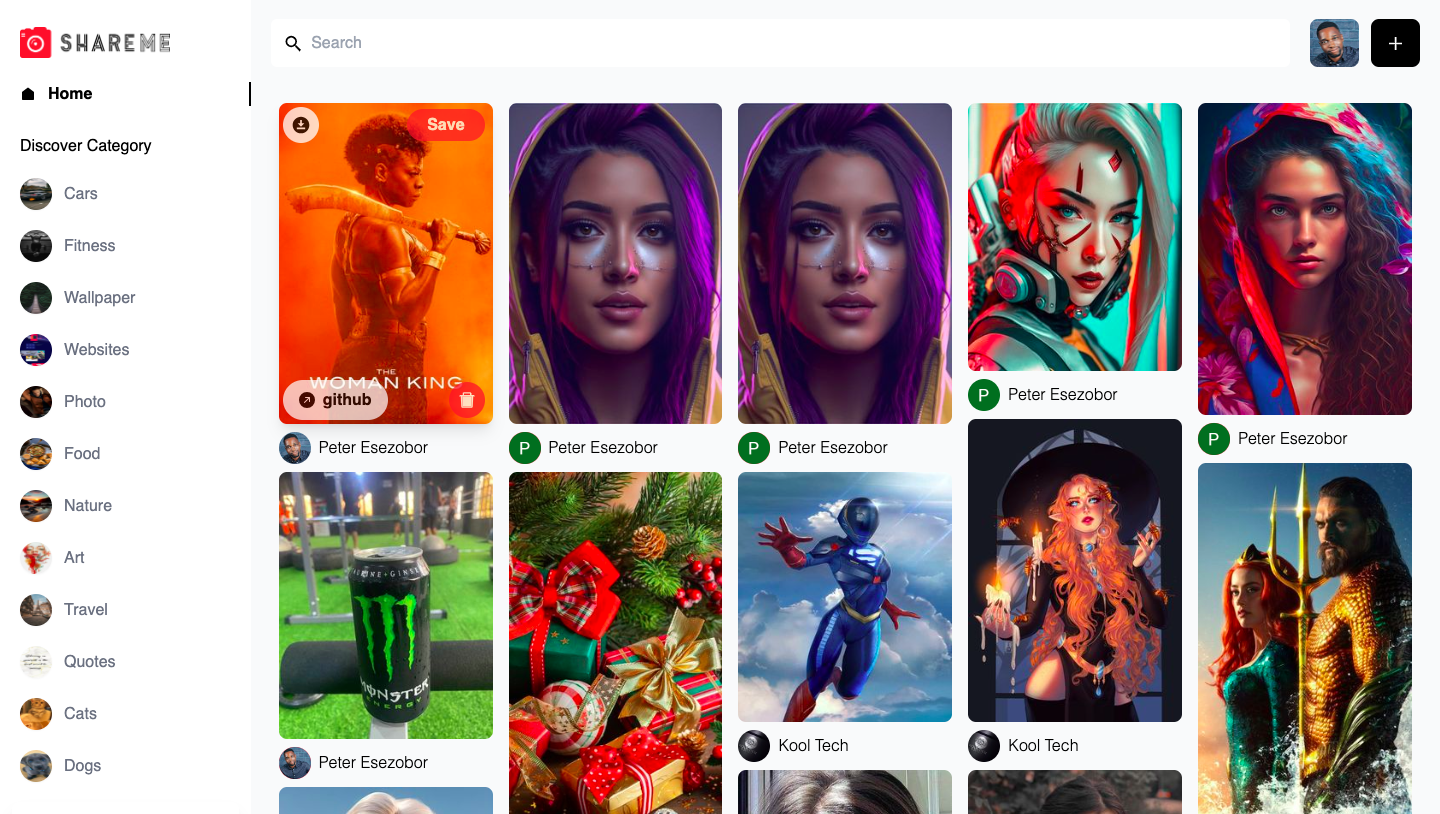 SHAREME
Search
Home
Discover Category
Cars
Fitness
Wallpaper
Websites
Photo
Food
Nature
Art
Travel
Quotes
Cats
Dogs
Save
THE
WOMAN KING
github
Peter Esezobor
MONSTER
ENERGY
Peter Esezobor
P Peter Esezobor
P Peter Esezobor
Kool Tech
P Peter Esezobor
Kool Tech
P Peter Esezobor